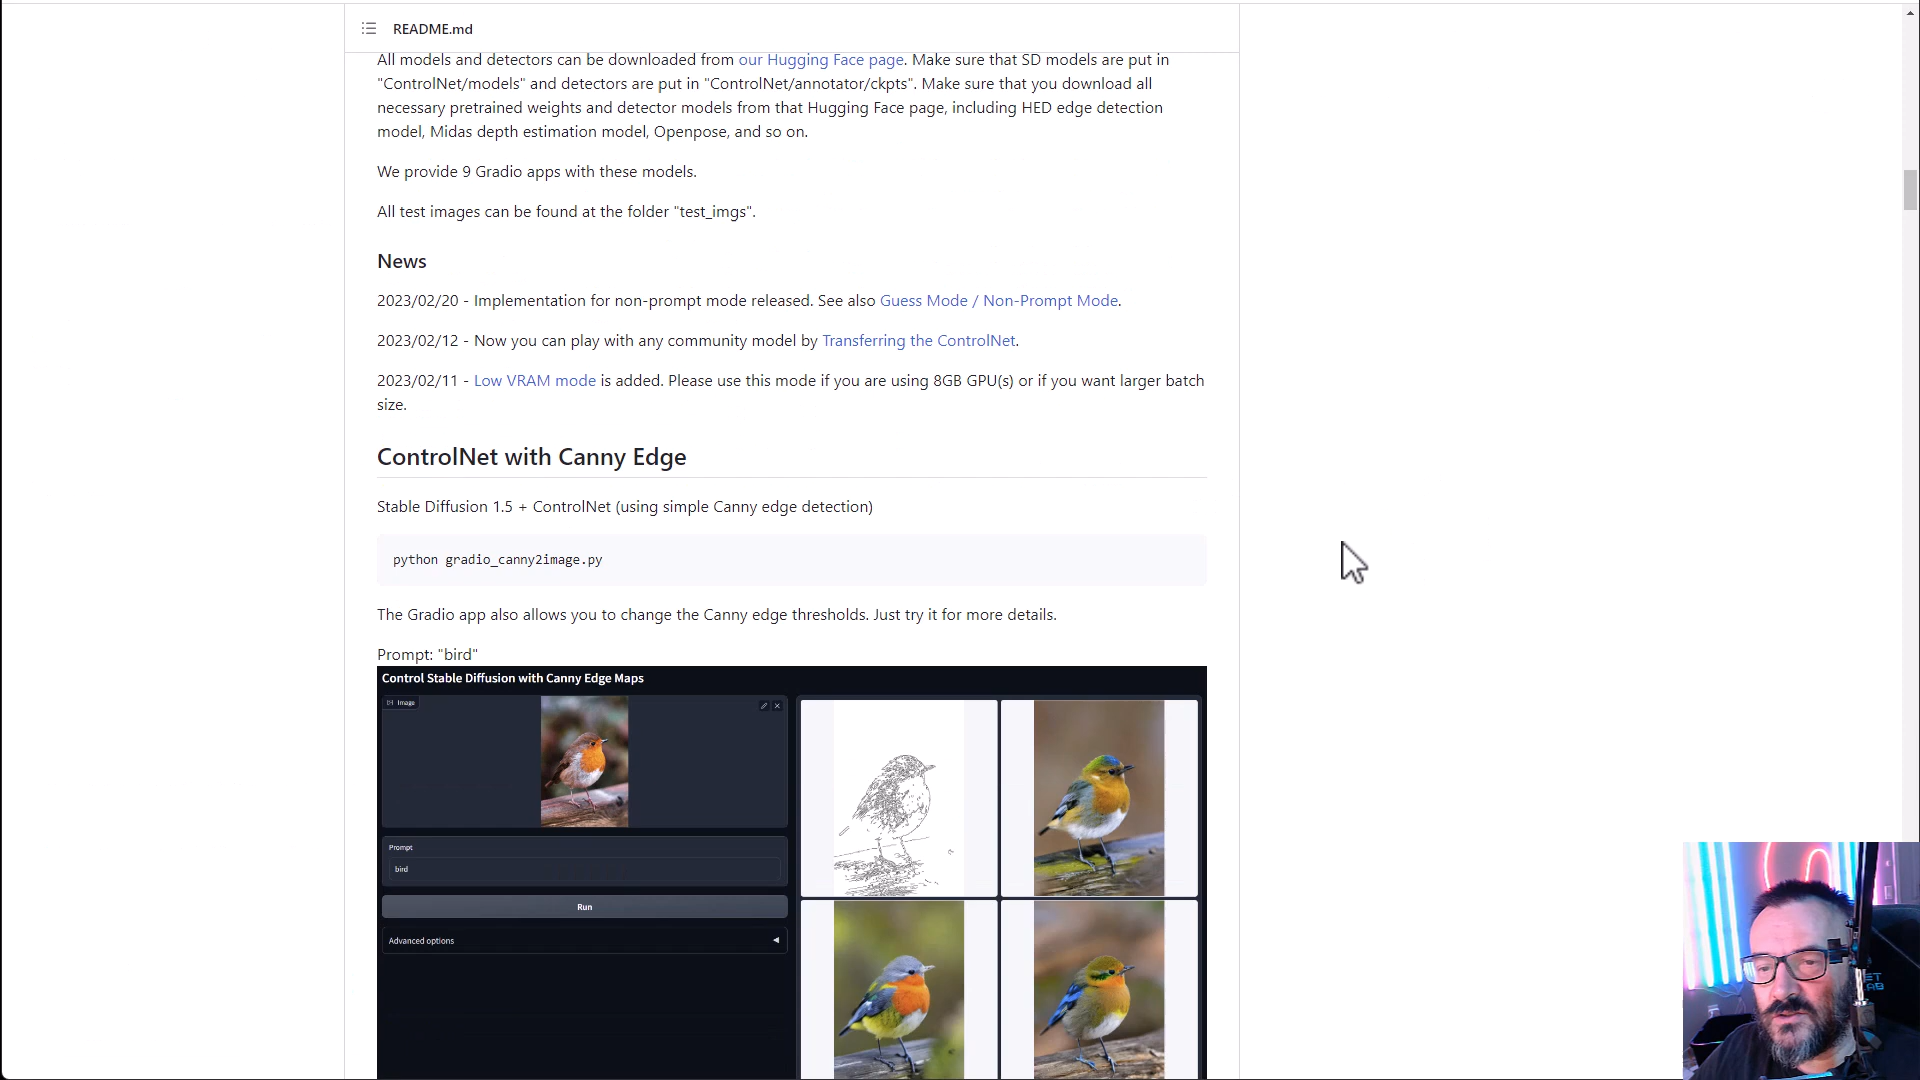 README.md
All models and detectors can be downloaded from our Hugging Face page. Make sure that SD models are put in
"ControlNet/models" and detectors are put in "ControlNet/annotator/ckpts". Make sure that you download all
necessary pretrained weights and detector models from that Hugging Face page, including HED edge detection
model, Midas depth estimation model, Openpose, and so on.
We provide 9 Gradio apps with these models.
All test images can be found at the folder "test_imgs".
News
2023/02/20 - Implementation for non-prompt mode released. See also Guess Mode / Non-Prompt Mode.
2023/02/12 - Now you can play with any community model by Transferring the ControlNet.
2023/02/11 - Low VRAM mode is added. Please use this mode if you are using 8GB GPU(s) or if you want larger batch
size.
ControlNet with Canny Edge
Stable Diffusion 1.5 + ControlNet (using simple Canny edge detection)
python gradio_canny2image.py
The Gradio app also allows you to change the Canny edge thresholds. Just try it for more details.
Prompt: "bird"
Control Stable Diffusion with Canny Edge Maps
Image
Prompt
bird
Run
Advanced options